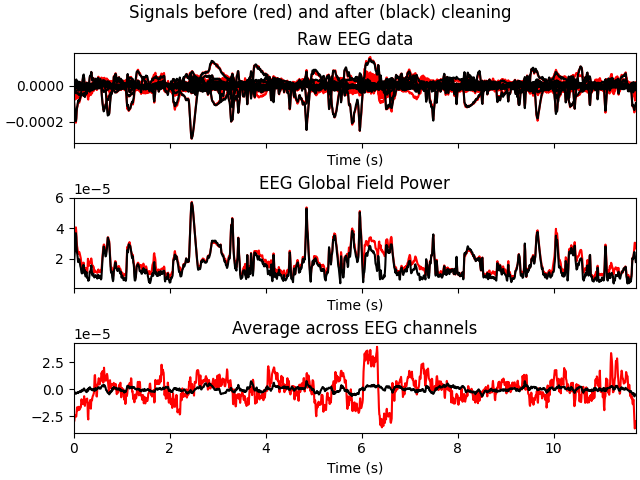 Signals before (red) and after (black) cleaning
Raw EEG data
0.0000
−0.0002
Time (s)
1e−5
EEG Global Field Power
6
4
2
Time (s)
1e−5
Average across EEG channels
2.5
0.0
−2.5
0 2 4 6 8 10
Time (s)